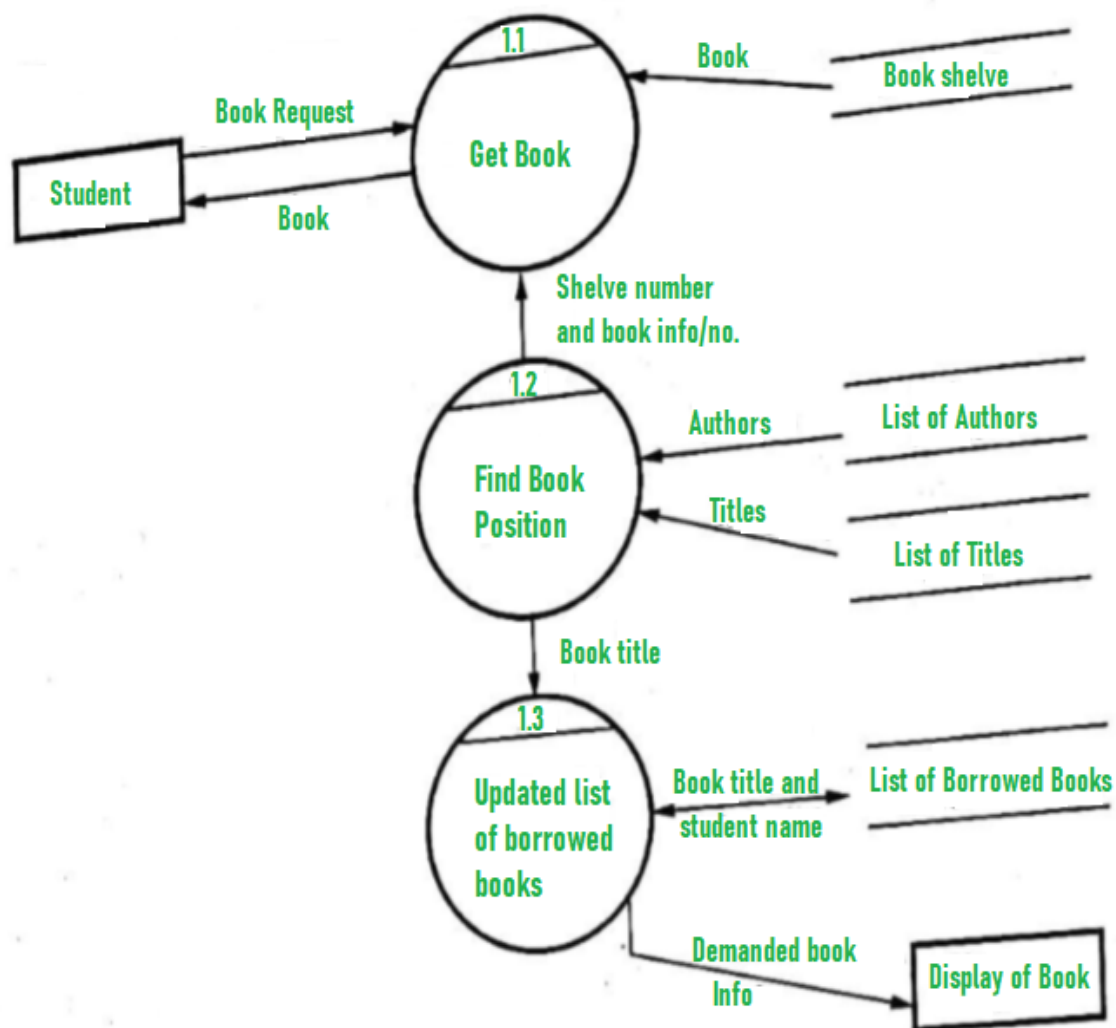 1.1
Book
Book shelve
Book Request
Get Book
Student
Book
Shelve number
and book info/no.
1.2
Authors
List of Authors
Find Book
Position
Titles
List of Titles
Book title
1.3
Updated list
of borrowed
books
Book title and
student name
List of Borrowed Books
Demanded book
Info
Display of Book